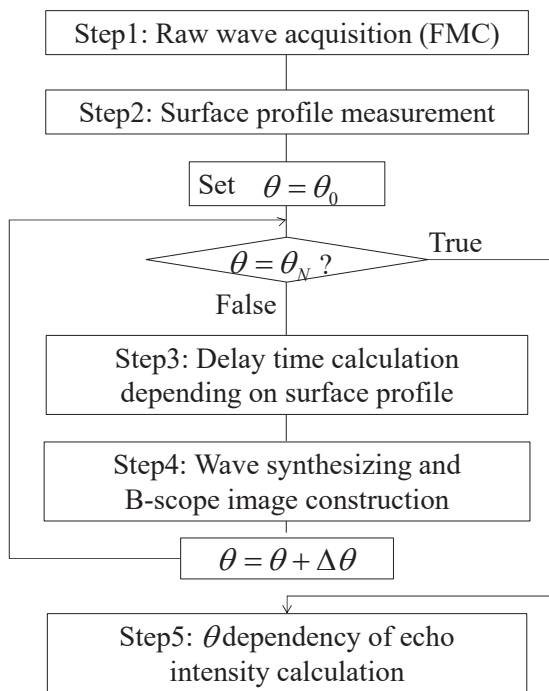 Step1: Raw wave acquisition (FMC)
Step2: Surface profile measurement
Set θ = θ₀
True
θ = θ_N ?
False
Step3: Delay time calculation
depending on surface profile
Step4: Wave synthesizing and
B-scope image construction
θ = θ + Δθ
Step5: θ dependency of echo
intensity calculation